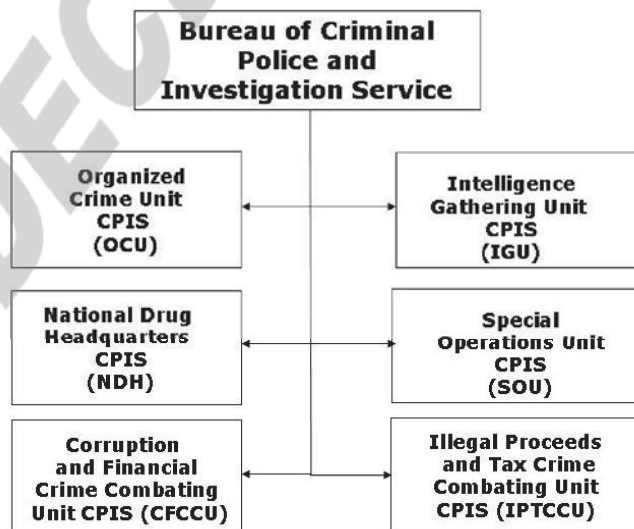 Bureau of Criminal
Police and
Investigation Service
Organized
Crime Unit
CPIS
(OCU)
Intelligence
Gathering Unit
CPIS
(IGU)
National Drug
Headquarters
CPIS
(NDH)
Special
Operations Unit
CPIS
(SOU)
Corruption
and Financial
Crime Combating
Unit CPIS (CFCCU)
Illegal Proceeds
and Tax Crime
Combating Unit
CPIS (IPTCCU)